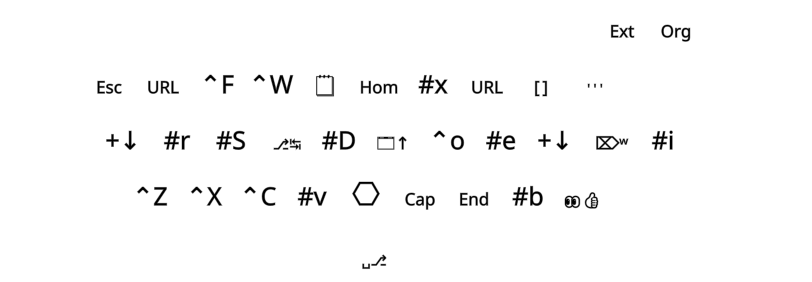 Ext Org
Esc URL ^F ^W 🗒 Hom #x URL [] '''
+↓ #r #S ⎇↹ #D 🗔↑ ^o #e +↓ ⌦ʷ #i
^Z ^X ^C #v ⎔ Cap End #b 👀👍
␣⎇